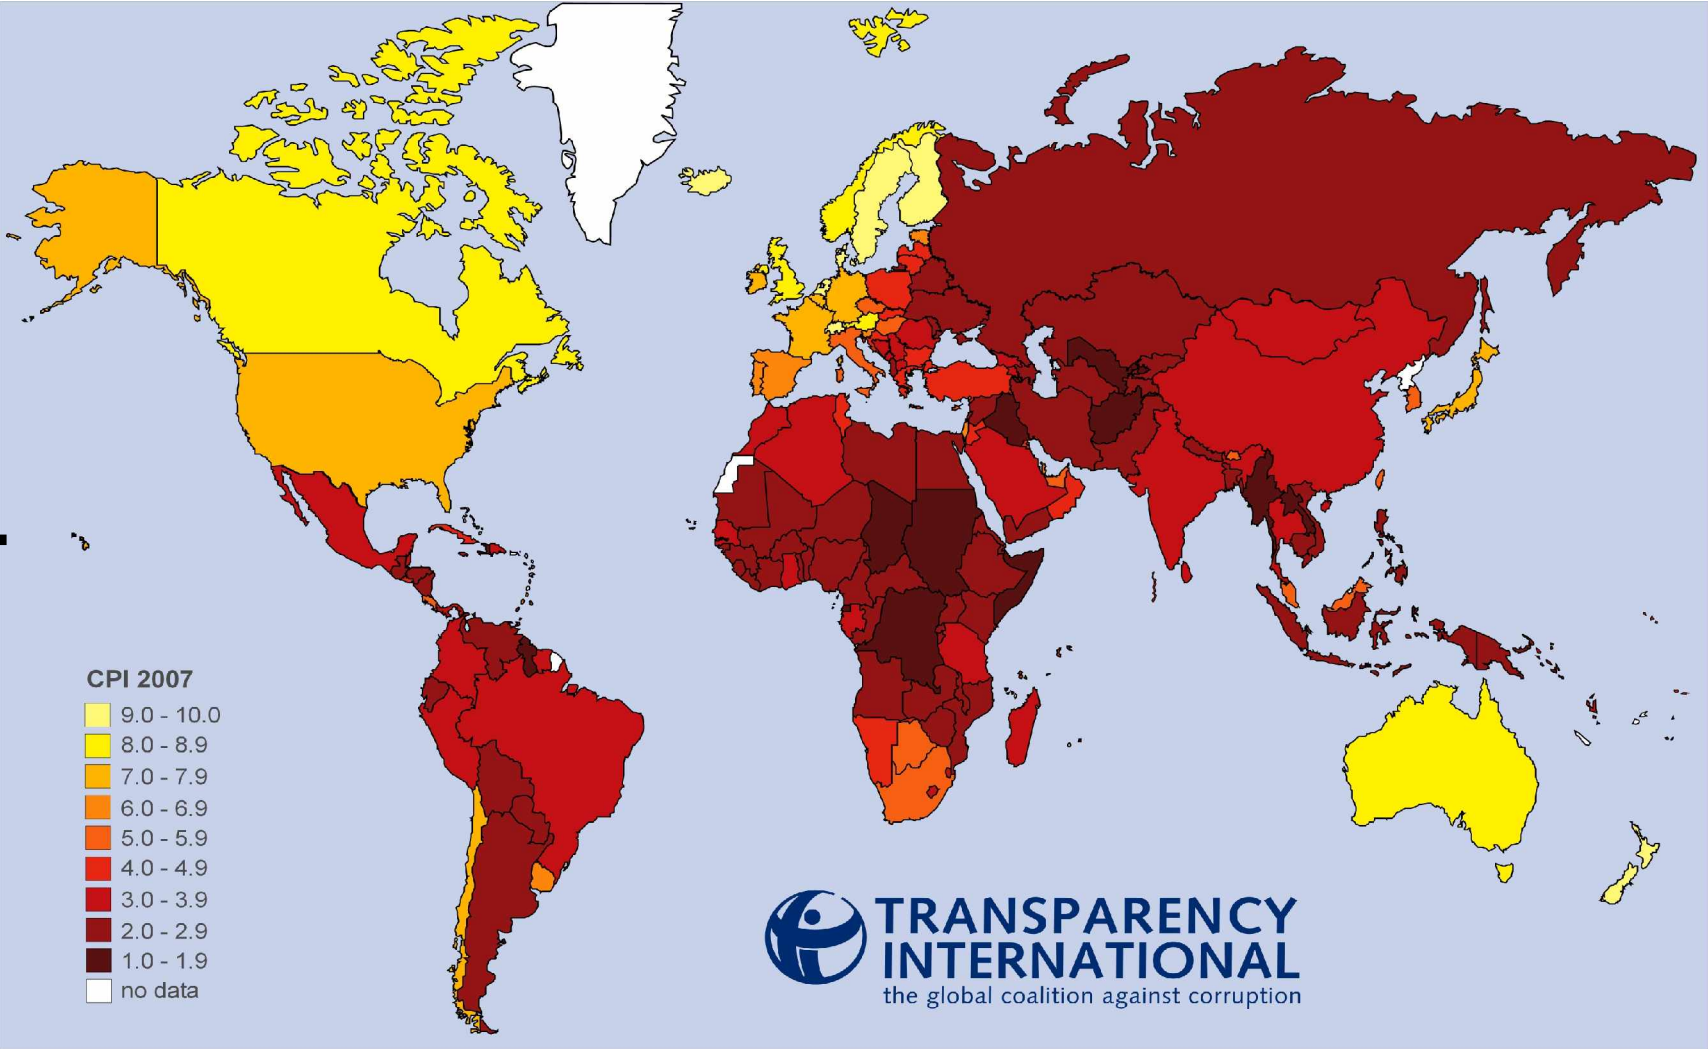 CPI 2007
9.0 - 10.0
8.0 - 8.9
7.0 - 7.9
6.0 - 6.9
5.0 - 5.9
4.0 - 4.9
3.0 - 3.9
2.0 - 2.9
1.0 - 1.9
no data
TRANSPARENCY
INTERNATIONAL
the global coalition against corruption